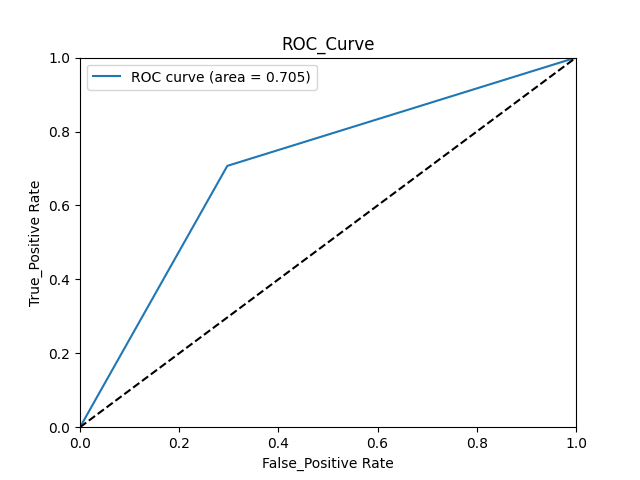 ROC_Curve
ROC curve (area = 0.705)
True_Positive Rate
1.0
0.8
0.6
0.4
0.2
0.0
0.0 0.2 0.4 0.6 0.8 1.0
False_Positive Rate